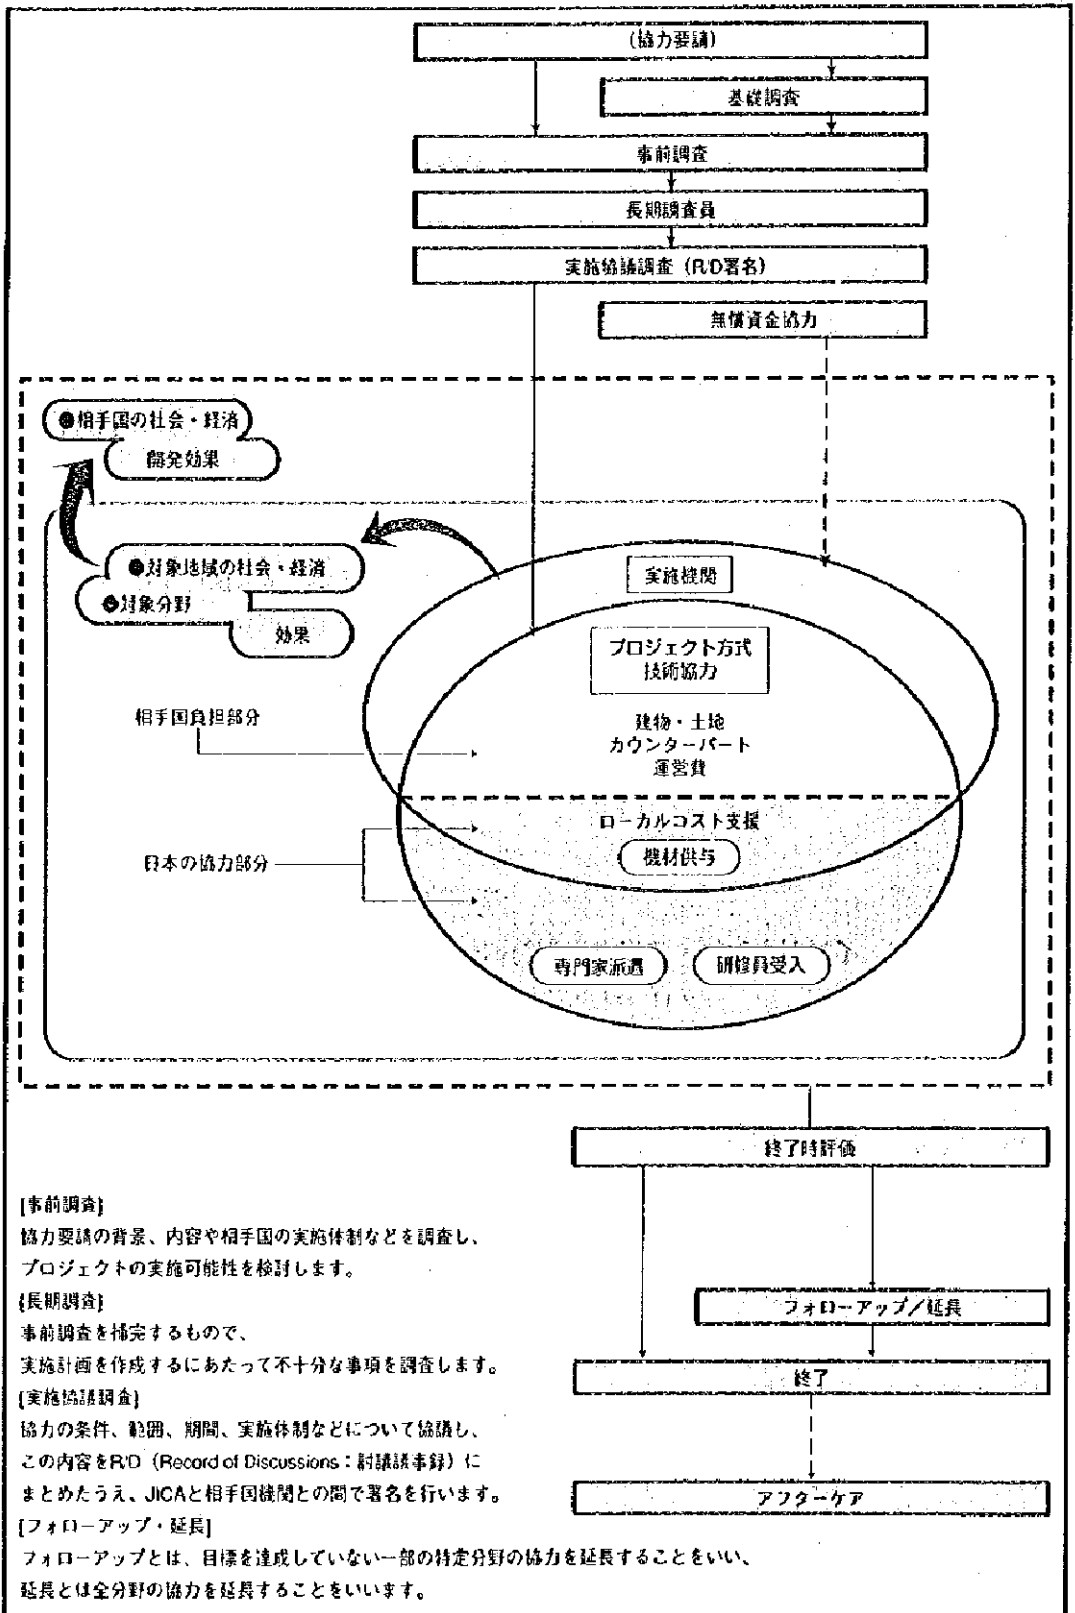 (協力要請)
基礎調査
事前調査
長期調査員
実施協議調査（R/D署名）
無償資金協力
●相手国の社会・経済
開発効果
●対象地域の社会・経済
●対象分野
効果
実施機関
プロジェクト方式
技術協力
相手国負担部分
建物・土地
カウンターパート
運営費
ローカルコスト支援
機材供与
日本の協力部分
専門家派遣
研修員受入
終了時評価
フォローアップ／延長
終了
アフターケア
[事前調査]
協力要請の背景、内容や相手国の実施体制などを調査し、
プロジェクトの実施可能性を検討します。
[長期調査]
事前調査を補完するもので、
実施計画を作成するにあたって不十分な事項を調査します。
[実施協議調査]
協力の条件、範囲、期間、実施体制などについて協議し、
この内容をR/D（Record of Discussions：討議議事録）に
まとめたうえ、JICAと相手国機関との間で署名を行います。
[フォローアップ・延長]
フォローアップとは、目標を達成していない一部の特定分野の協力を延長することをいい、
延長とは全分野の協力を延長することをいいます。